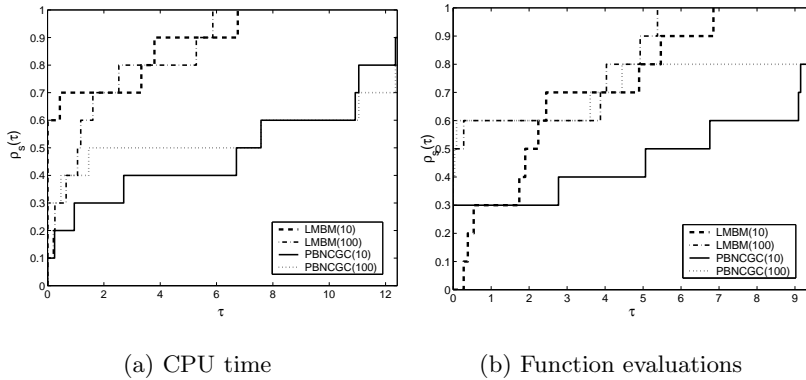 1
0.9
0.8
0.7
0.6
0.5
0.4
0.3
0.2
0.1
0
ρs(τ)
0 2 4 6 8 10 12
τ
LMBM(10)
LMBM(100)
PBNCGC(10)
PBNCGC(100)
(a) CPU time
1
0.9
0.8
0.7
0.6
0.5
0.4
0.3
0.2
0.1
0
ρs(τ)
0 1 2 3 4 5 6 7 8 9
τ
LMBM(10)
LMBM(100)
PBNCGC(10)
PBNCGC(100)
(b) Function evaluations